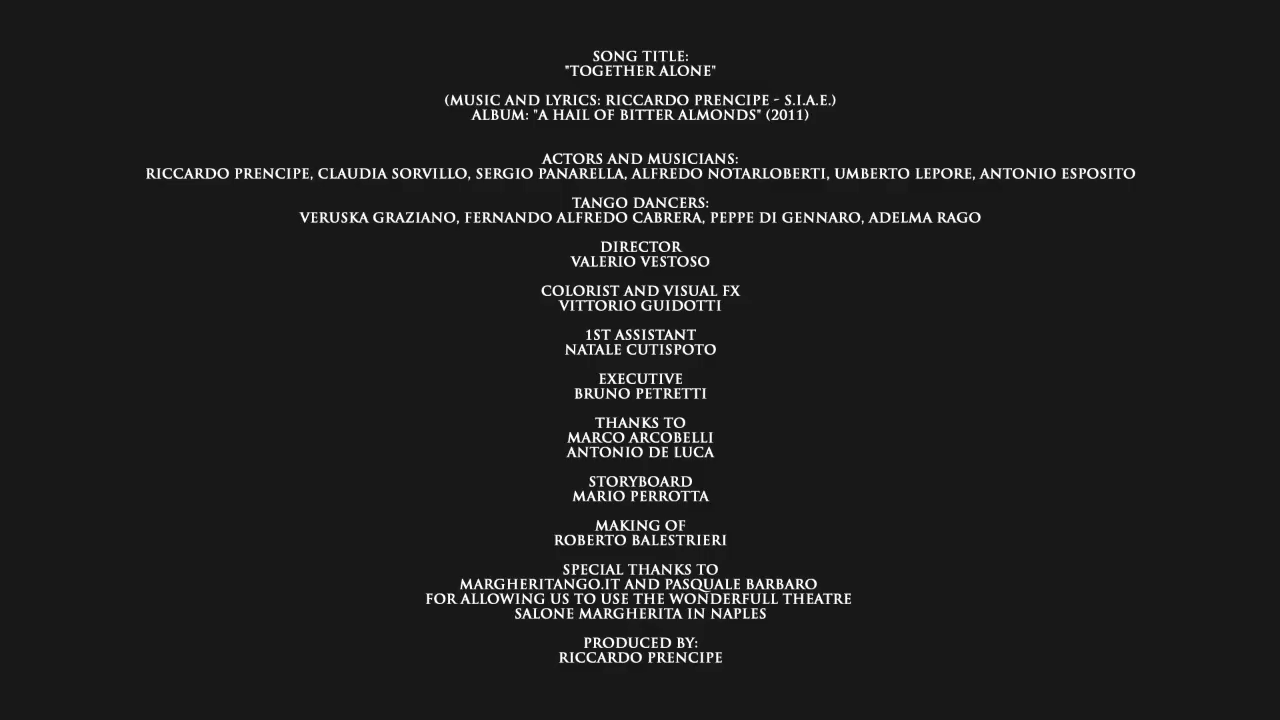 SONG TITLE:
"TOGETHER ALONE"
(MUSIC AND LYRICS: RICCARDO PRENCIPE - S.I.A.E.)
ALBUM: "A HAIL OF BITTER ALMONDS" (2011)
ACTORS AND MUSICIANS:
RICCARDO PRENCIPE, CLAUDIA SORVILLO, SERGIO PANARELLA, ALFREDO NOTARLOBERTI, UMBERTO LEPORE, ANTONIO ESPOSITO
TANGO DANCERS:
VERUSKA GRAZIANO, FERNANDO ALFREDO CABRERA, PEPPE DI GENNARO, ADELMA RAGO
DIRECTOR
VALERIO VESTOSO
COLORIST AND VISUAL FX
VITTORIO GUIDOTTI
1ST ASSISTANT
NATALE CUTISPOTO
EXECUTIVE
BRUNO PETRETTI
THANKS TO
MARCO ARCOBELLI
ANTONIO DE LUCA
STORYBOARD
MARIO PERROTTA
MAKING OF
ROBERTO BALESTRIERI
SPECIAL THANKS TO
MARGHERITANGO.IT AND PASQUALE BARBARO
FOR ALLOWING US TO USE THE WONDERFULL THEATRE
SALONE MARGHERITA IN NAPLES
PRODUCED BY:
RICCARDO PRENCIPE